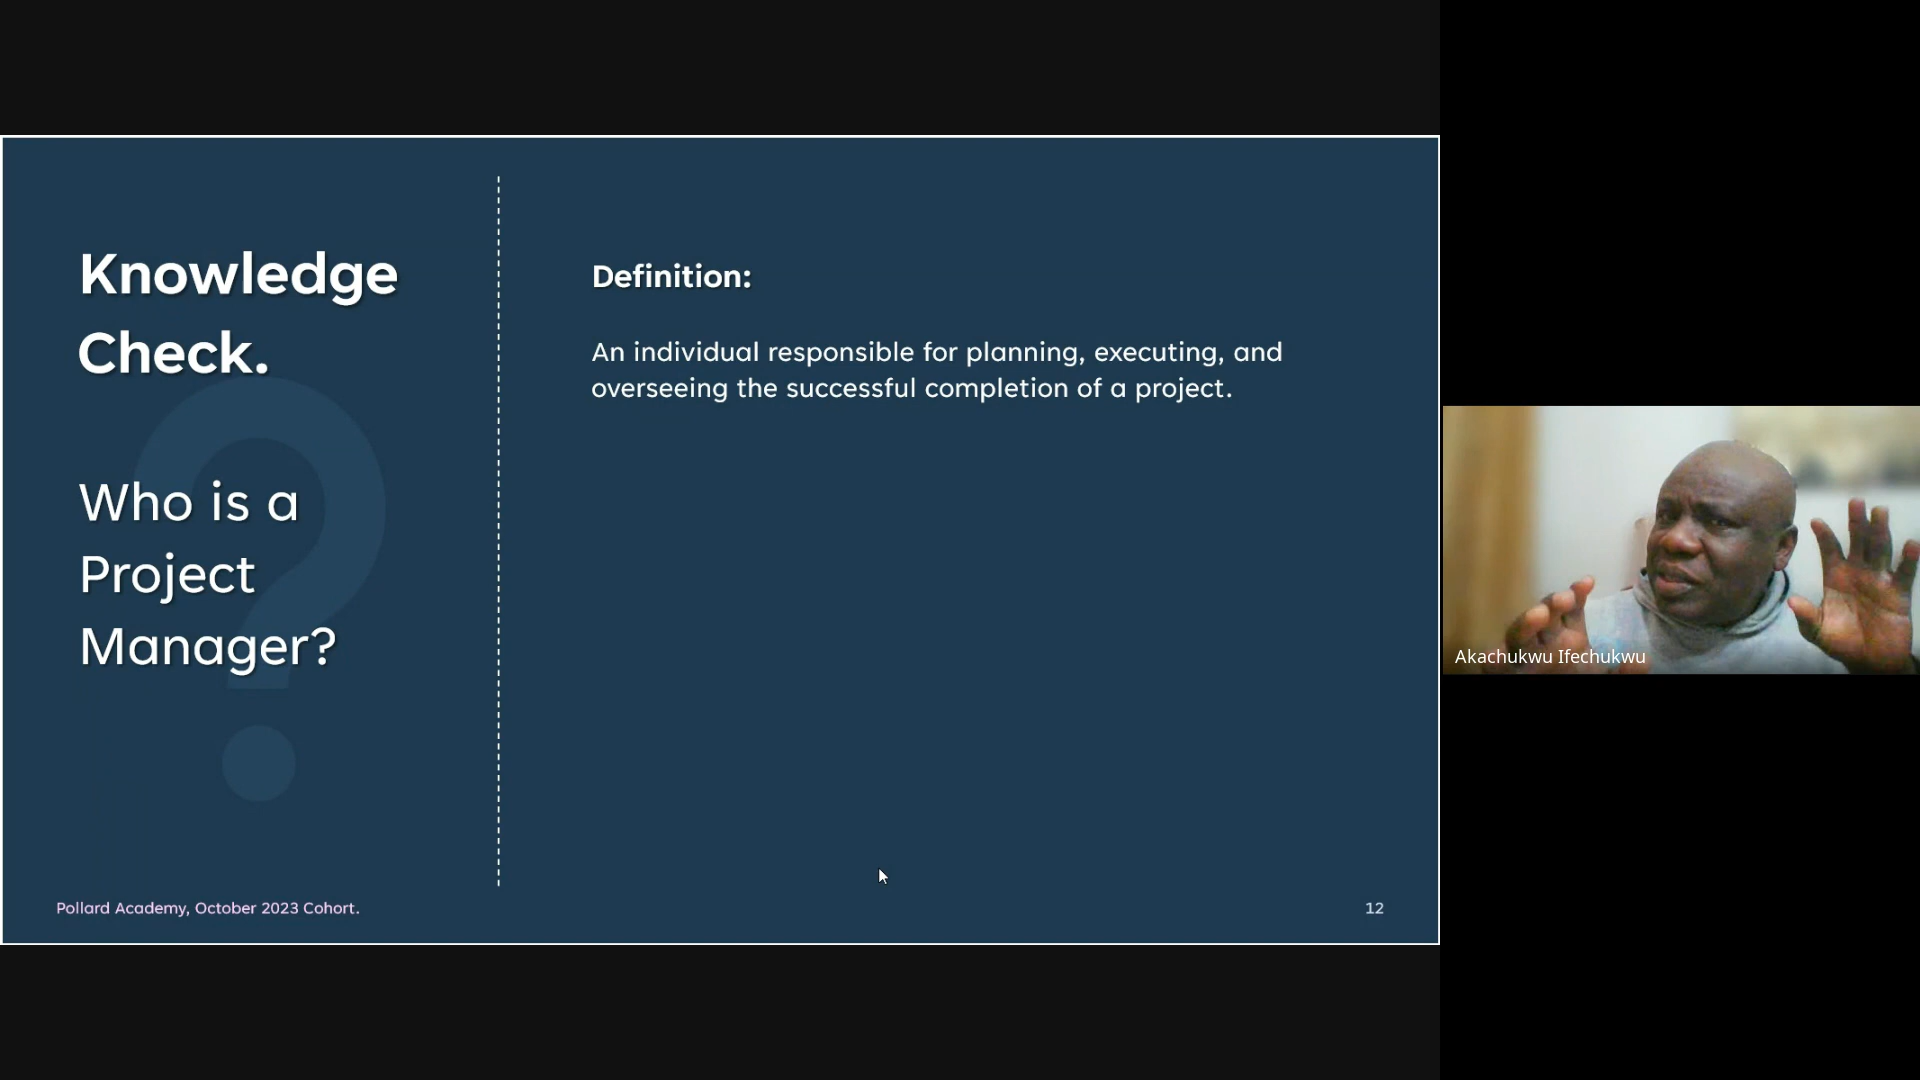 Knowledge
Check.
Who is a
Project
Manager?
Definition:
An individual responsible for planning, executing, and
overseeing the successful completion of a project.
Pollard Academy, October 2023 Cohort.
12
Akachukwu Ifechukwu